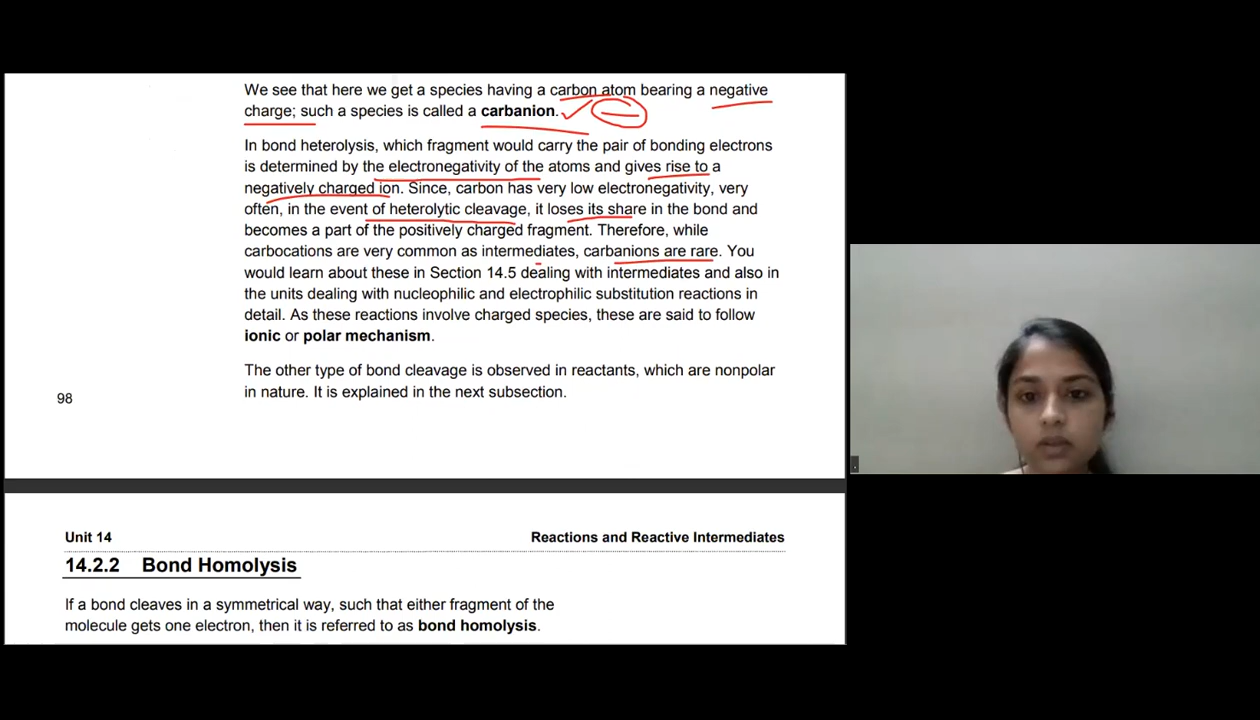 We see that here we get a species having a carbon atom bearing a negative
charge; such a species is called a carbanion.
In bond heterolysis, which fragment would carry the pair of bonding electrons
is determined by the electronegativity of the atoms and gives rise to a
negatively charged ion. Since, carbon has very low electronegativity, very
often, in the event of heterolytic cleavage, it loses its share in the bond and
becomes a part of the positively charged fragment. Therefore, while
carbocations are very common as intermediates, carbanions are rare. You
would learn about these in Section 14.5 dealing with intermediates and also in
the units dealing with nucleophilic and electrophilic substitution reactions in
detail. As these reactions involve charged species, these are said to follow
ionic or polar mechanism.
The other type of bond cleavage is observed in reactants, which are nonpolar
in nature. It is explained in the next subsection.
98
Unit 14 Reactions and Reactive Intermediates
14.2.2 Bond Homolysis
If a bond cleaves in a symmetrical way, such that either fragment of the
molecule gets one electron, then it is referred to as bond homolysis.